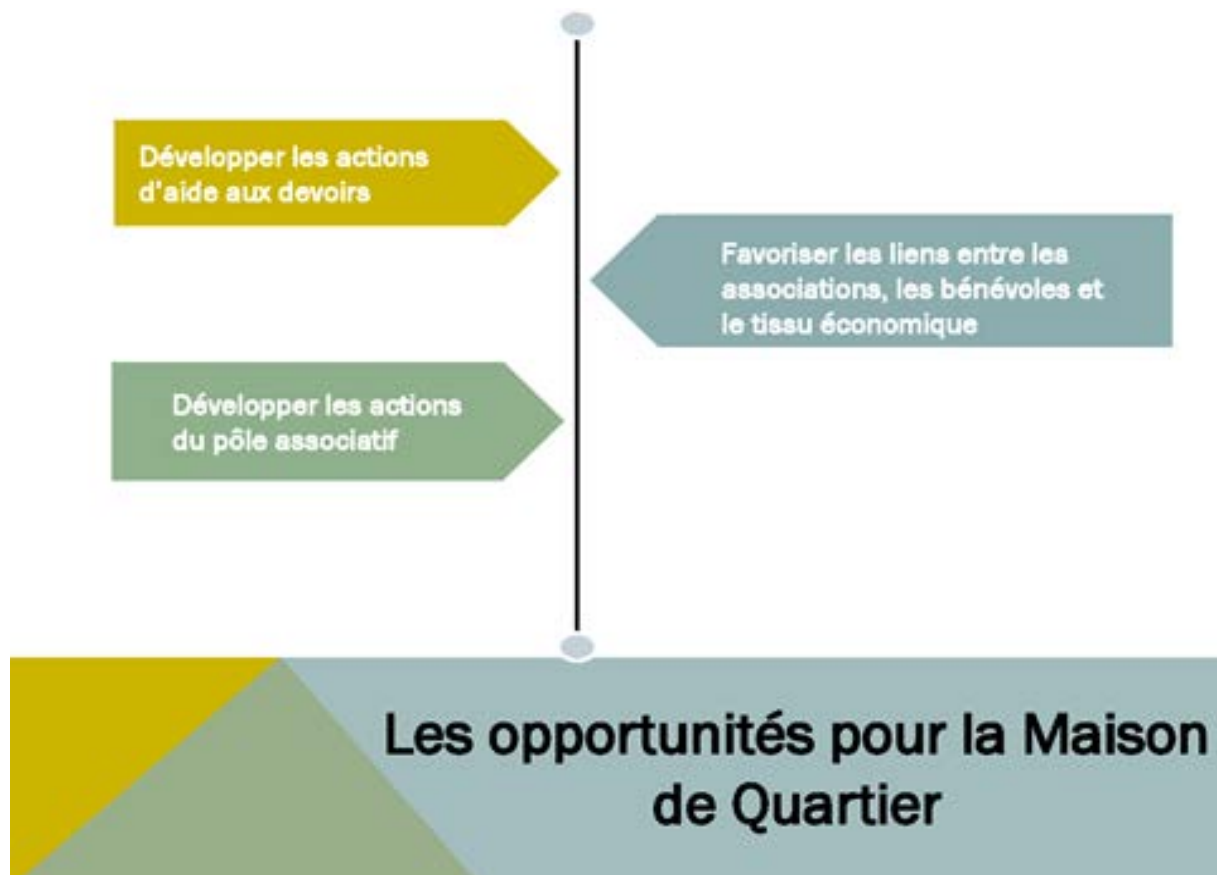 Développer les actions
d'aide aux devoirs
Favoriser les liens entre les
associations, les bénévoles et
le tissu économique
Développer les actions
du pôle associatif
Les opportunités pour la Maison
de Quartier